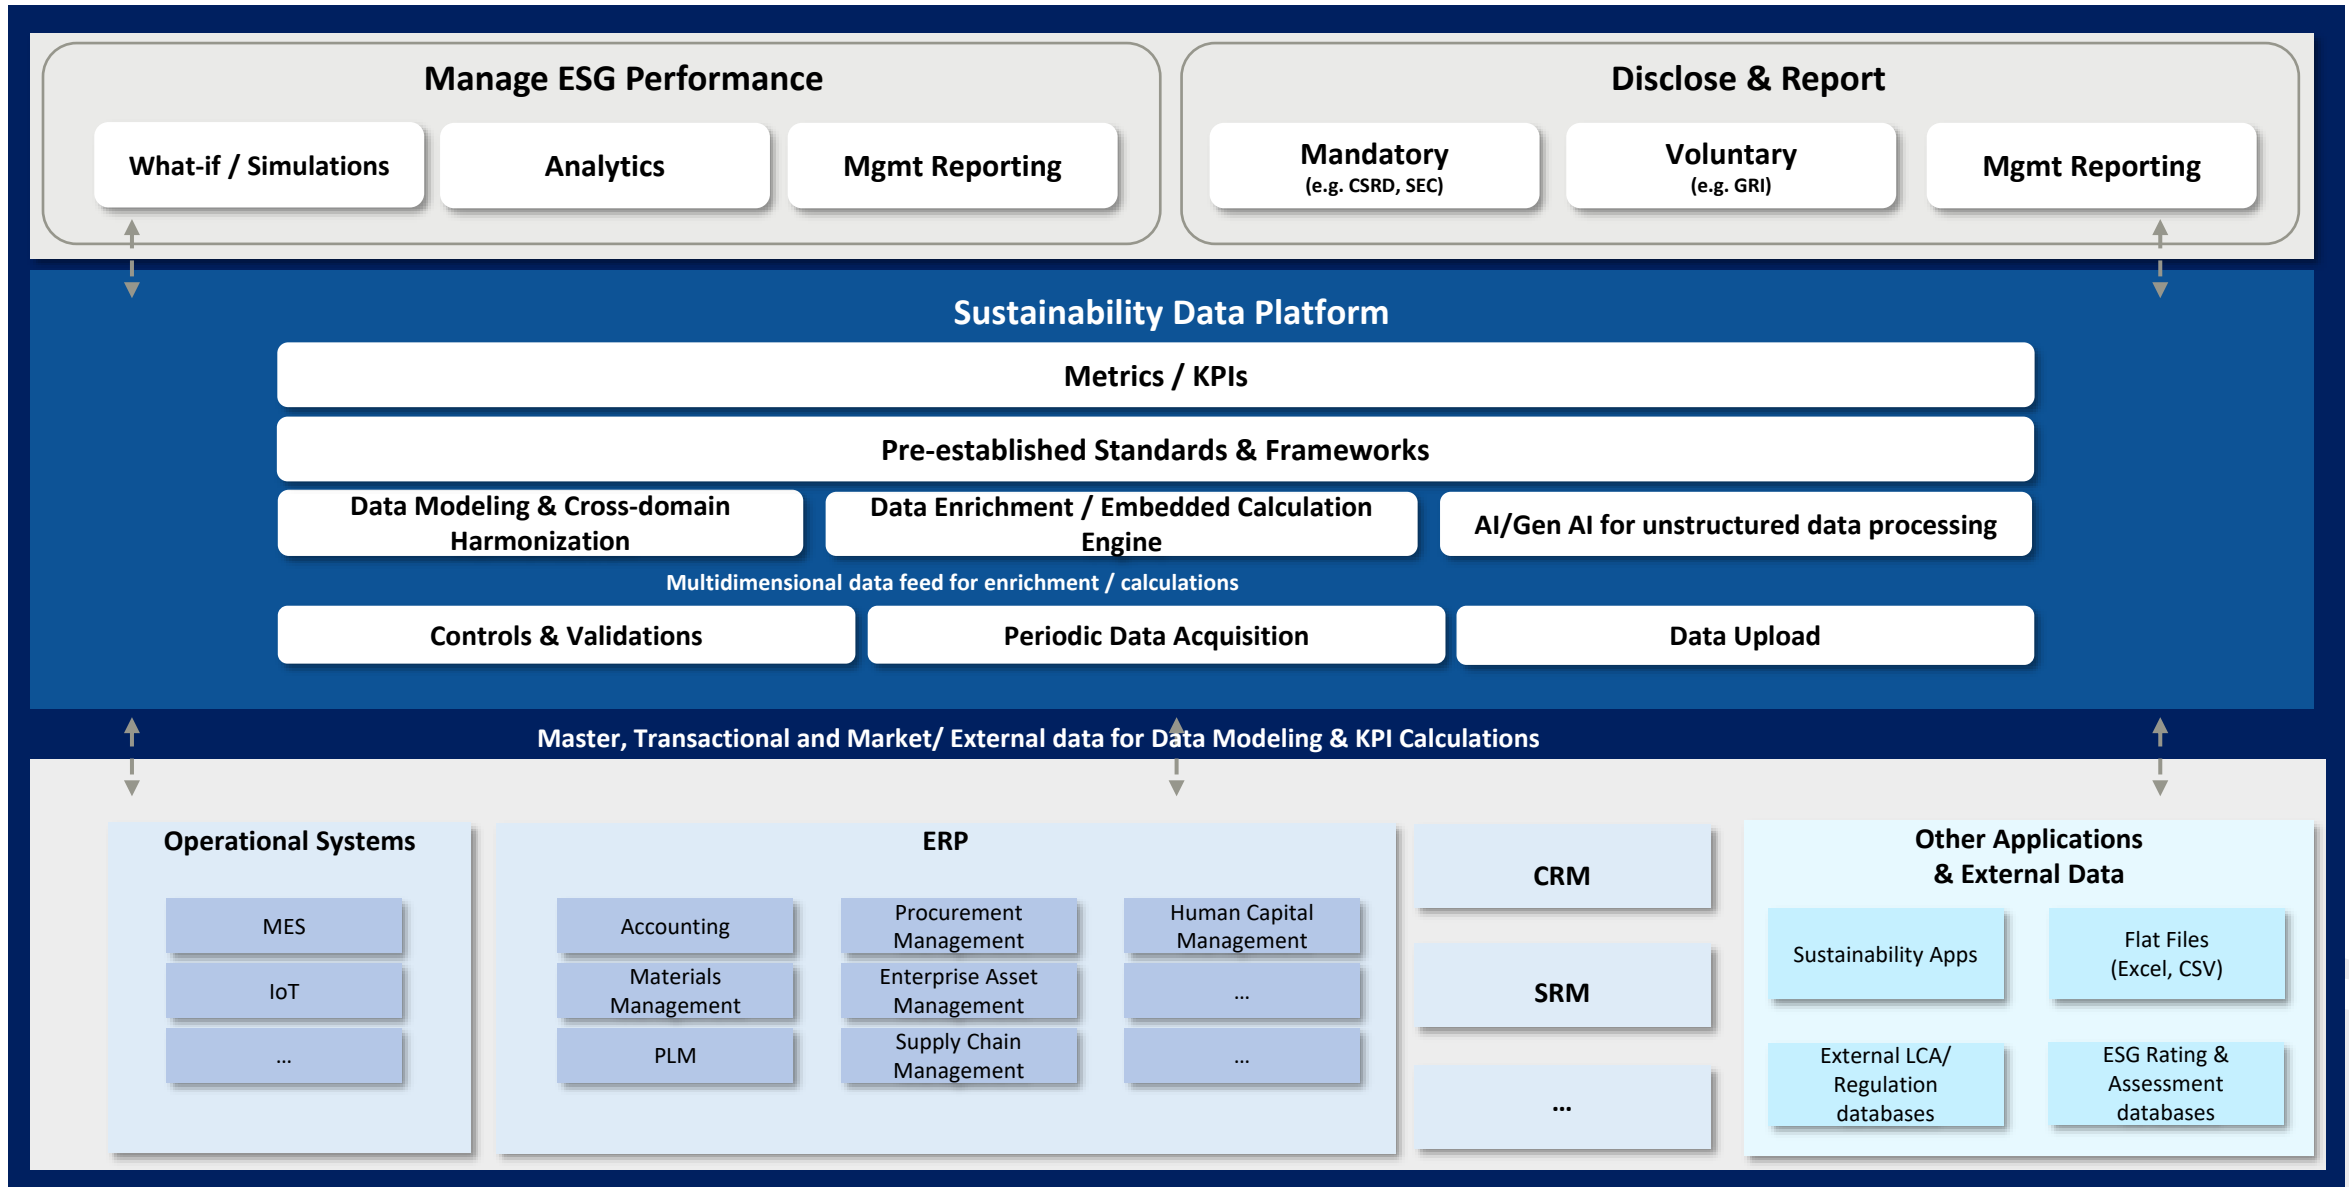 Manage ESG Performance
What-if / Simulations
Analytics
Mgmt Reporting
Disclose & Report
Mandatory
(e.g. CSRD, SEC)
Voluntary
(e.g. GRI)
Mgmt Reporting
Sustainability Data Platform
Metrics / KPIs
Pre-established Standards & Frameworks
Data Modeling & Cross-domain
Harmonization
Data Enrichment / Embedded Calculation
Engine
AI/Gen AI for unstructured data processing
Multidimensional data feed for enrichment / calculations
Controls & Validations
Periodic Data Acquisition
Data Upload
Master, Transactional and Market/ External data for Data Modeling & KPI Calculations
Operational Systems
MES
IoT
...
ERP
Accounting
Procurement
Management
Human Capital
Management
Materials
Management
Enterprise Asset
Management
...
PLM
Supply Chain
Management
...
CRM
SRM
...
Other Applications
& External Data
Sustainability Apps
Flat Files
(Excel, CSV)
External LCA/
Regulation
databases
ESG Rating &
Assessment
databases